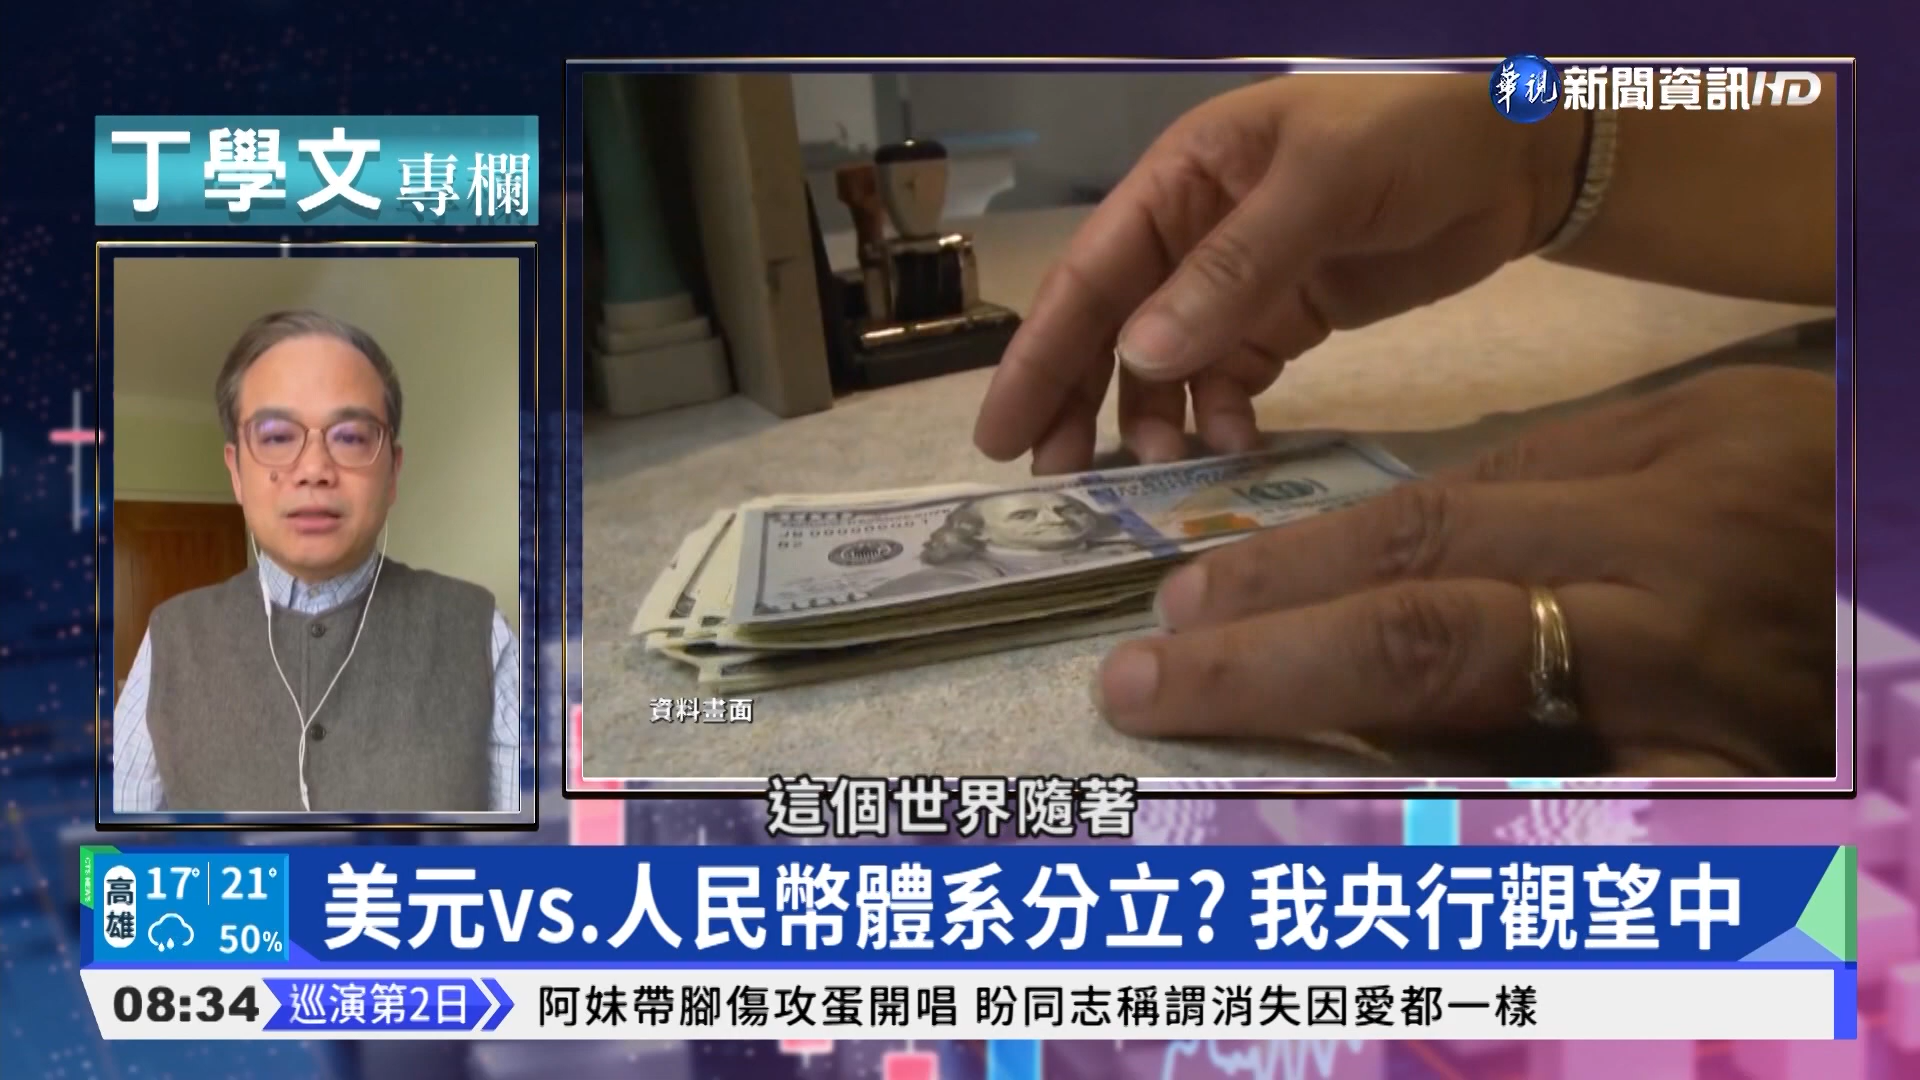 華視 新聞資訊HD
丁學文 專欄
資料畫面
這個世界隨著
高雄 17° 21° 50%
美元vs.人民幣體系分立? 我央行觀望中
08:34 巡演第2日 阿妹帶腳傷攻蛋開唱 盼同志稱謂消失因愛都一樣